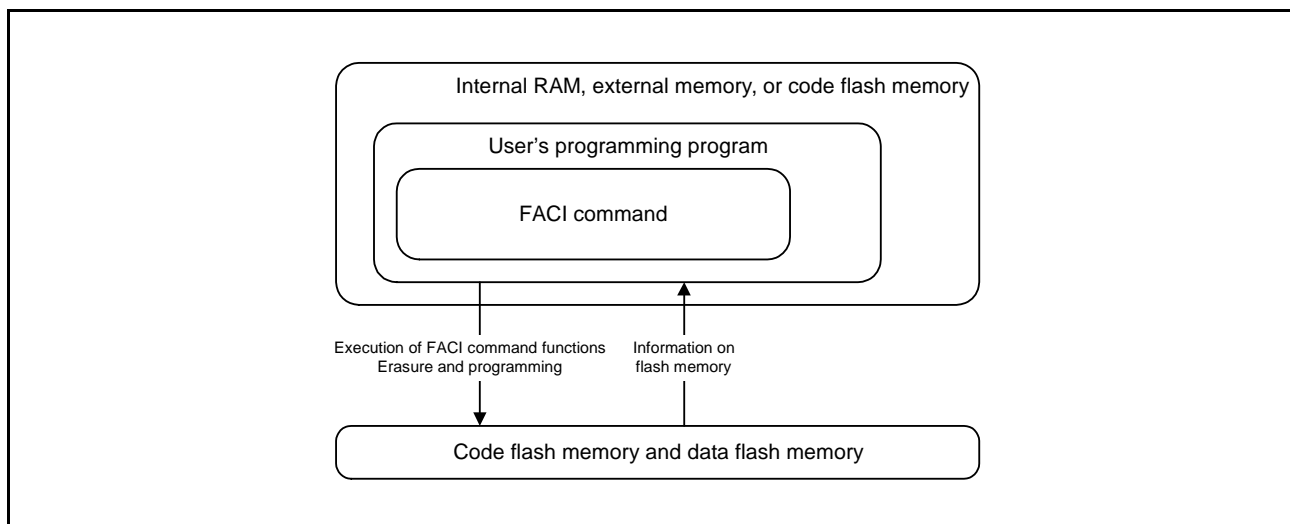 Internal RAM, external memory, or code flash memory
User’s programming program
FACI command
Execution of FACI command functions
Erasure and programming
Information on
flash memory
Code flash memory and data flash memory